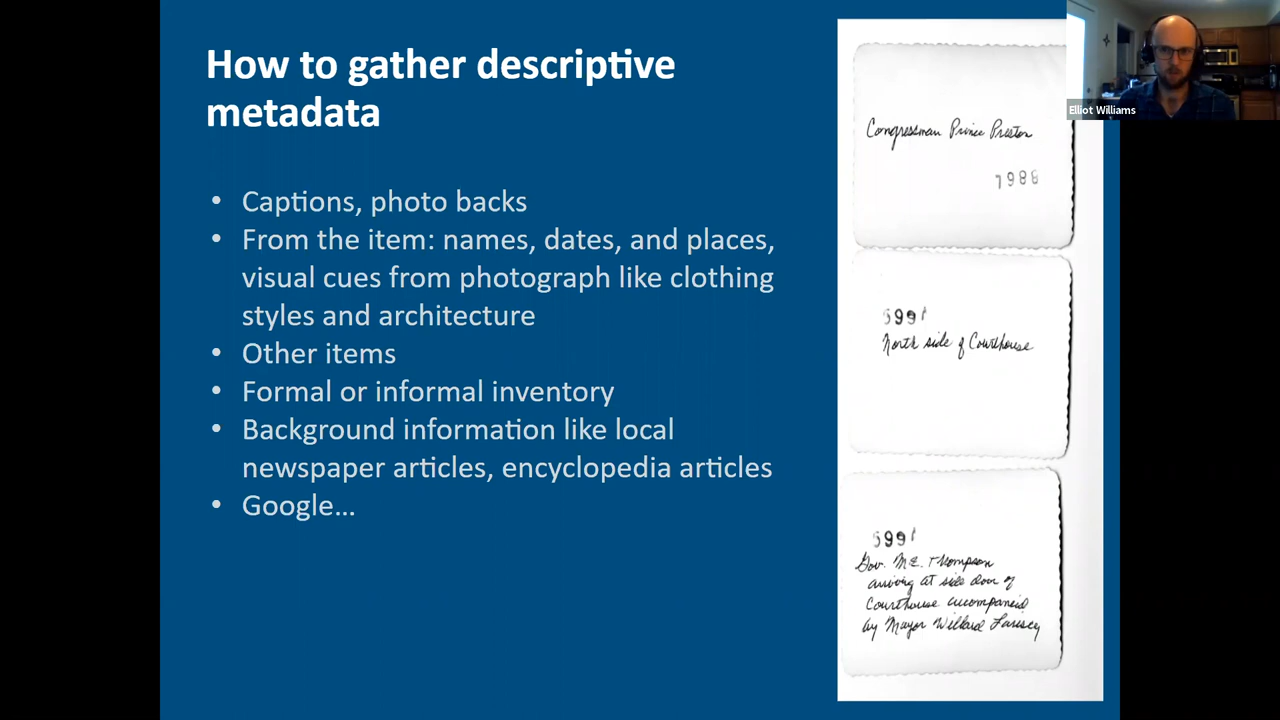 How to gather descriptive
metadata
• Captions, photo backs
• From the item: names, dates, and places,
visual cues from photograph like clothing
styles and architecture
• Other items
• Formal or informal inventory
• Background information like local
newspaper articles, encyclopedia articles
• Google...
Elliot Williams
Congressman Prince Preston
7988
5991
North side of Courthouse
5991
Gov. M.E. Thompson
arriving at side door of
Courthouse accompanied
by Mayor Willard Lariscy